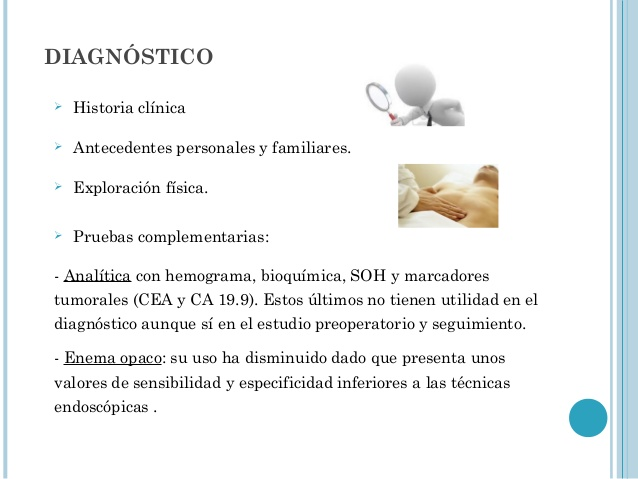 DIAGNÓSTICO
Historia clínica
Antecedentes personales y familiares.
Exploración física.
Pruebas complementarias:
- Analítica con hemograma, bioquímica, SOH y marcadores
tumorales (CEA y CA 19.9). Estos últimos no tienen utilidad en el
diagnóstico aunque sí en el estudio preoperatorio y seguimiento.
- Enema opaco: su uso ha disminuido dado que presenta unos
valores de sensibilidad y especificidad inferiores a las técnicas
endoscópicas .